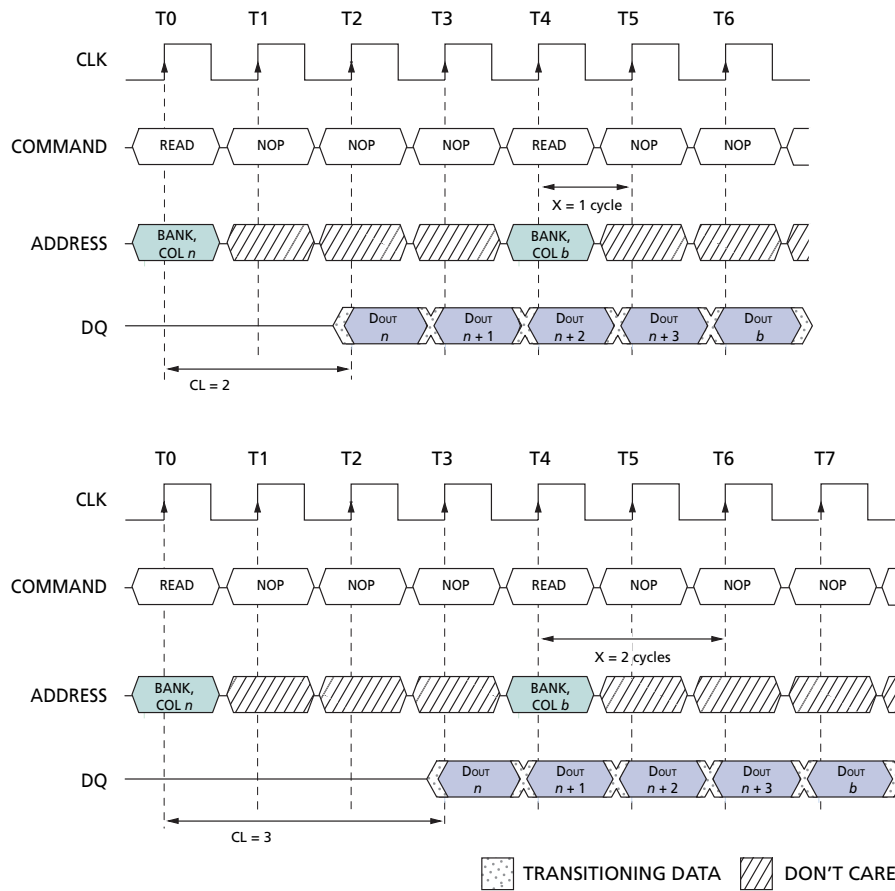 T0 T1 T2 T3 T4 T5 T6
CLK
COMMAND READ NOP NOP NOP READ NOP NOP
X = 1 cycle
ADDRESS BANK, COL n BANK, COL b
DQ DOUT n DOUT n + 1 DOUT n + 2 DOUT n + 3 DOUT b
CL = 2
T0 T1 T2 T3 T4 T5 T6 T7
CLK
COMMAND READ NOP NOP NOP READ NOP NOP NOP
X = 2 cycles
ADDRESS BANK, COL n BANK, COL b
DQ DOUT n DOUT n + 1 DOUT n + 2 DOUT n + 3 DOUT b
CL = 3
TRANSITIONING DATA DON'T CARE